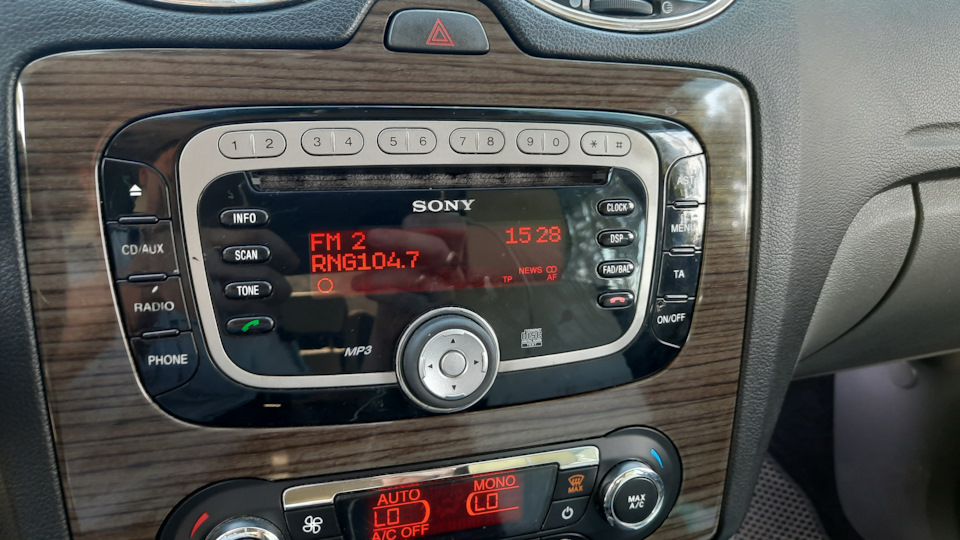 1 2 3 4 5 6 7 8 9 0 * #
SONY
INFO
SCAN
TONE
CD/AUX
RADIO
PHONE
FM 2 15:28
RNG104.7
TP NEWS CD
AF
CLOCK
DSP
FAD/BAL
MENU
TA
ON/OFF
MP3
AUTO
LO
A/C OFF
MONO
LO
MAX
MAX
A/C